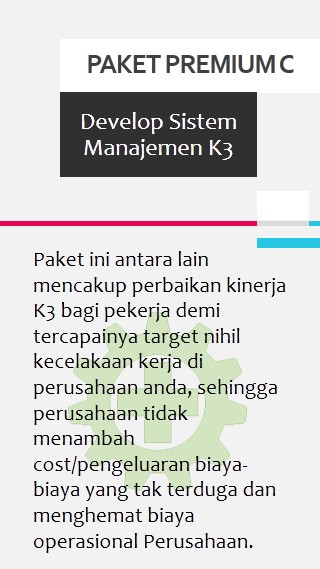 PAKET PREMIUM C
Develop Sistem
Manajemen K3
Paket ini antara lain
mencakup perbaikan kinerja
K3 bagi pekerja demi
tercapainya target nihil
kecelakaan kerja di
perusahaan anda, sehingga
perusahaan tidak
menambah
cost/pengeluaran biaya-
biaya yang tak terduga dan
menghemat biaya
operasional Perusahaan.